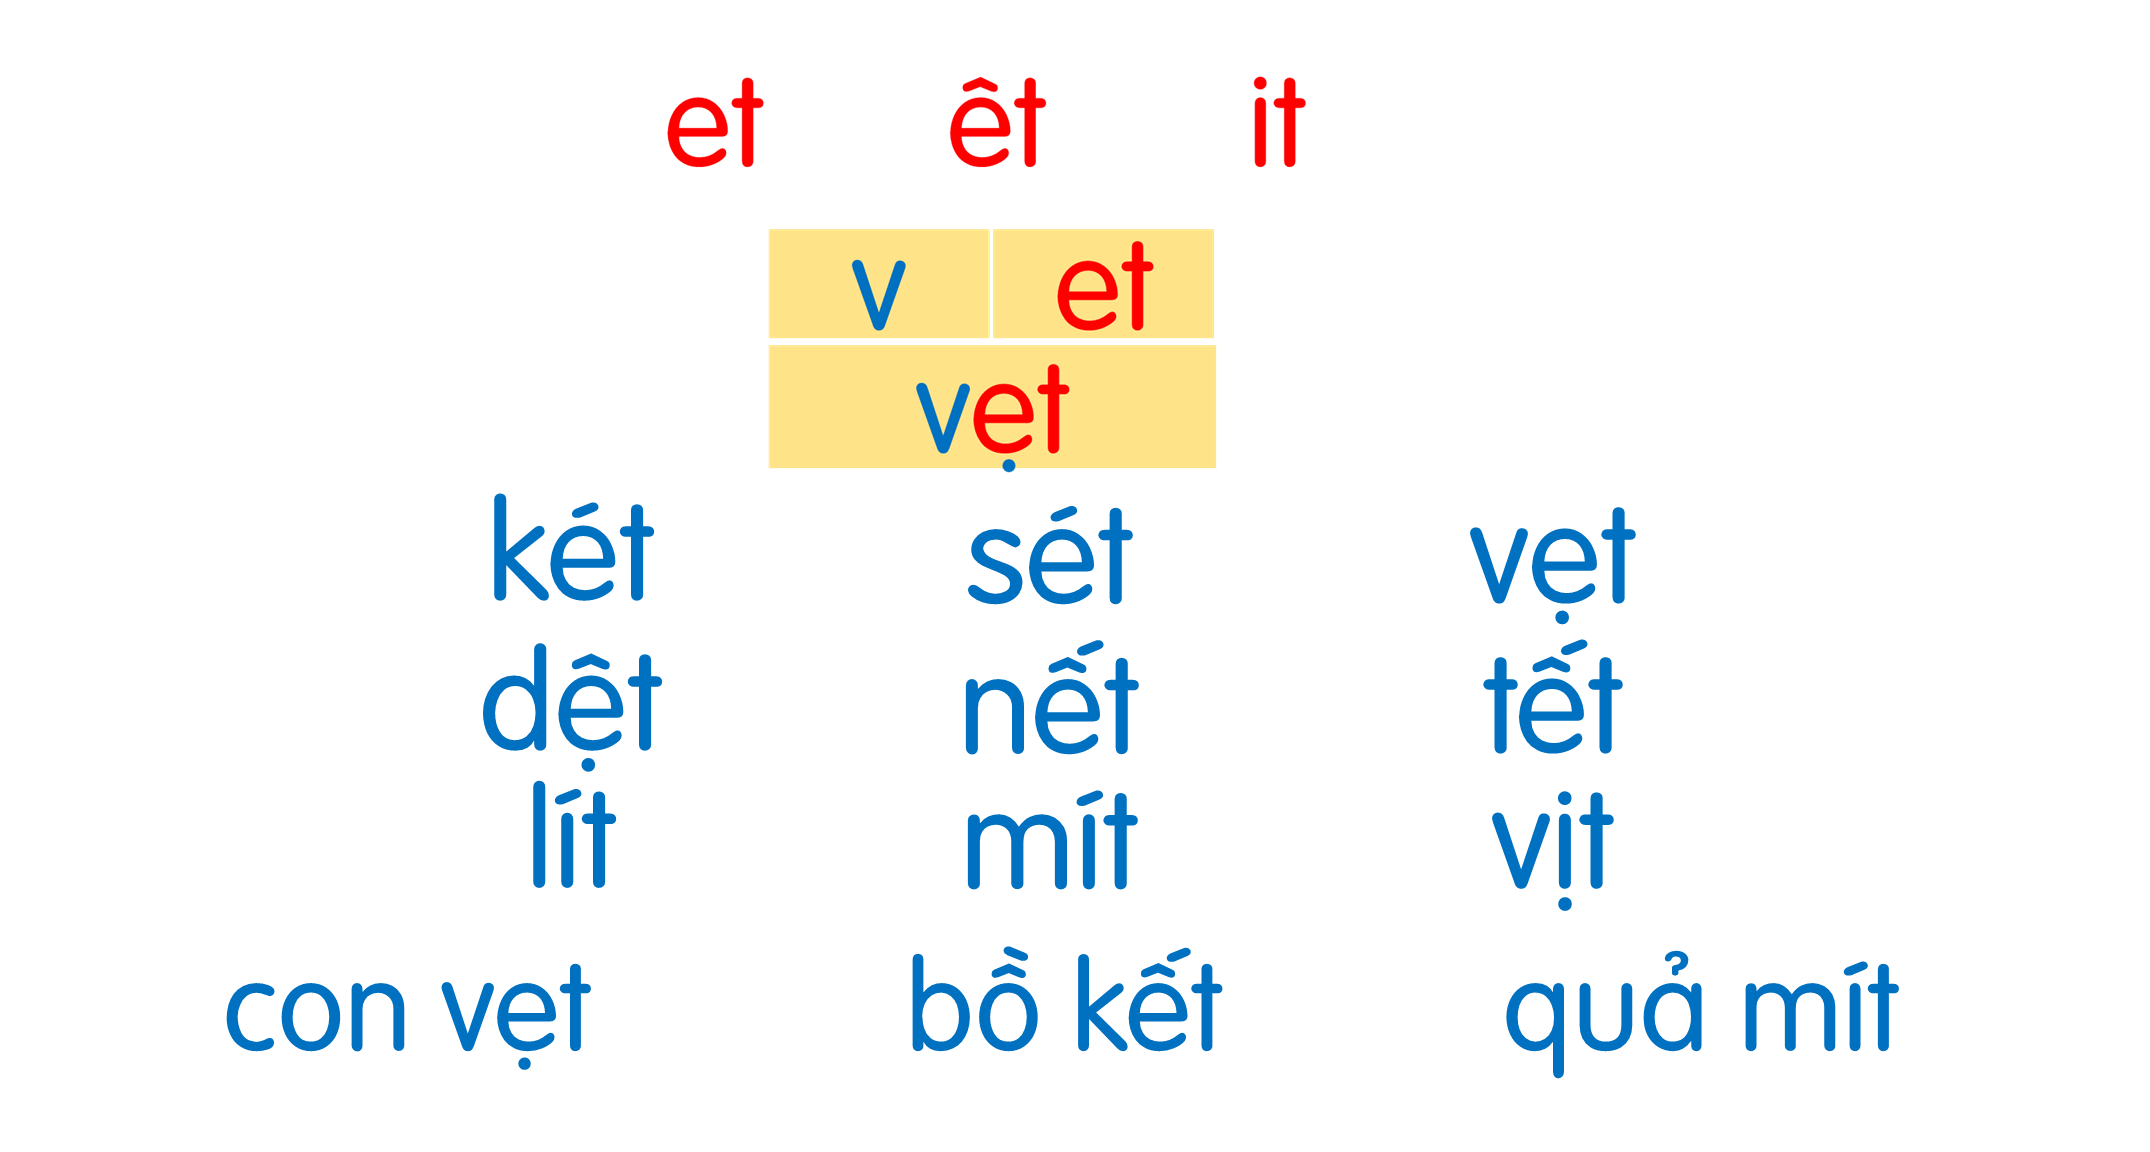 et êt it
v et
vẹt
két sét vẹt
dệt nết tết
lít mít vịt
con vẹt bồ kết quả mít